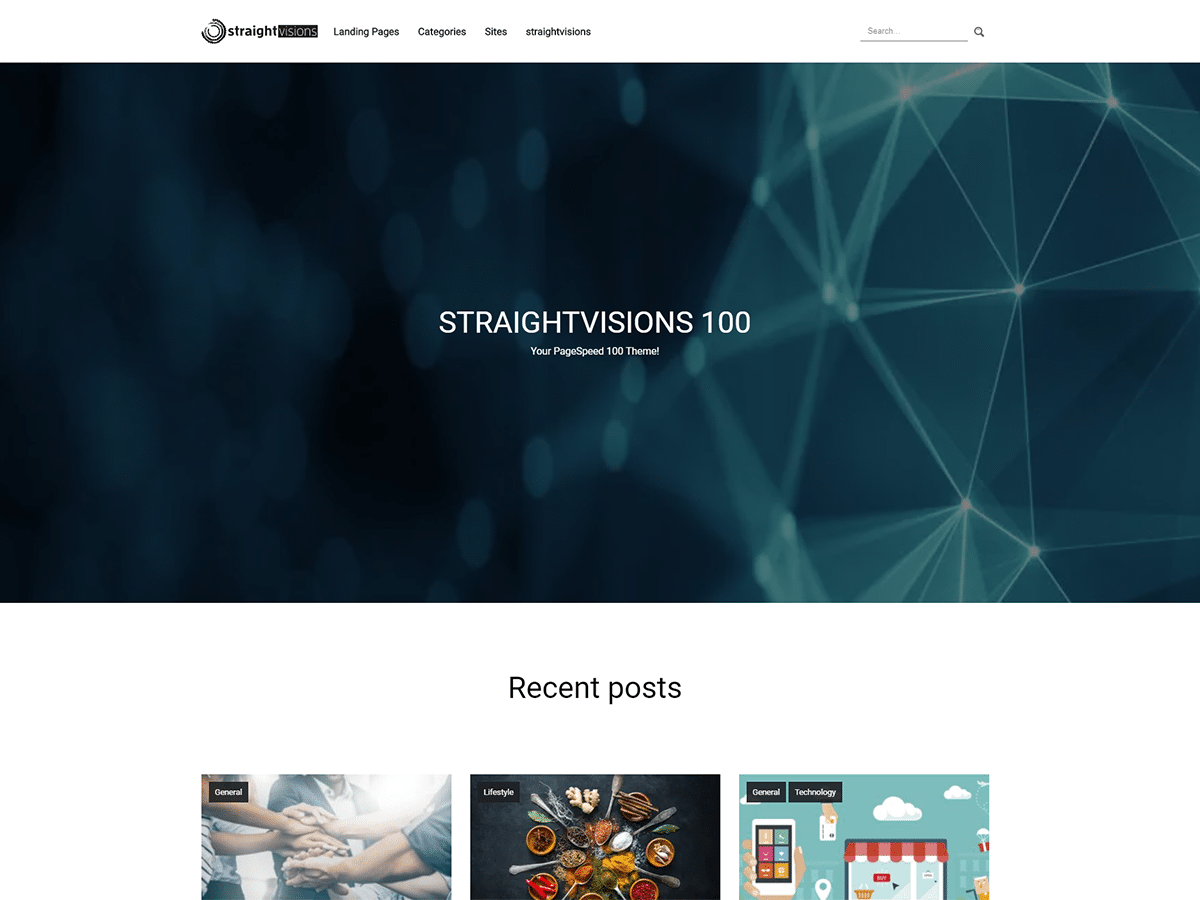 straightvisions
Landing Pages
Categories
Sites
straightvisions
Search ...
STRAIGHTVISIONS 100
Your PageSpeed 100 Theme!
Recent posts
General
Lifestyle
General
Technology
BUY